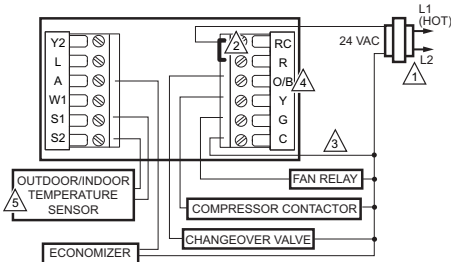 L1
(HOT)
24 VAC
L2
1
Y2
L
A
W1
S1
S2
2
RC
R
O/B
4
Y
G
C
3
5
OUTDOOR/INDOOR
TEMPERATURE
SENSOR
FAN RELAY
COMPRESSOR CONTACTOR
CHANGEOVER VALVE
ECONOMIZER